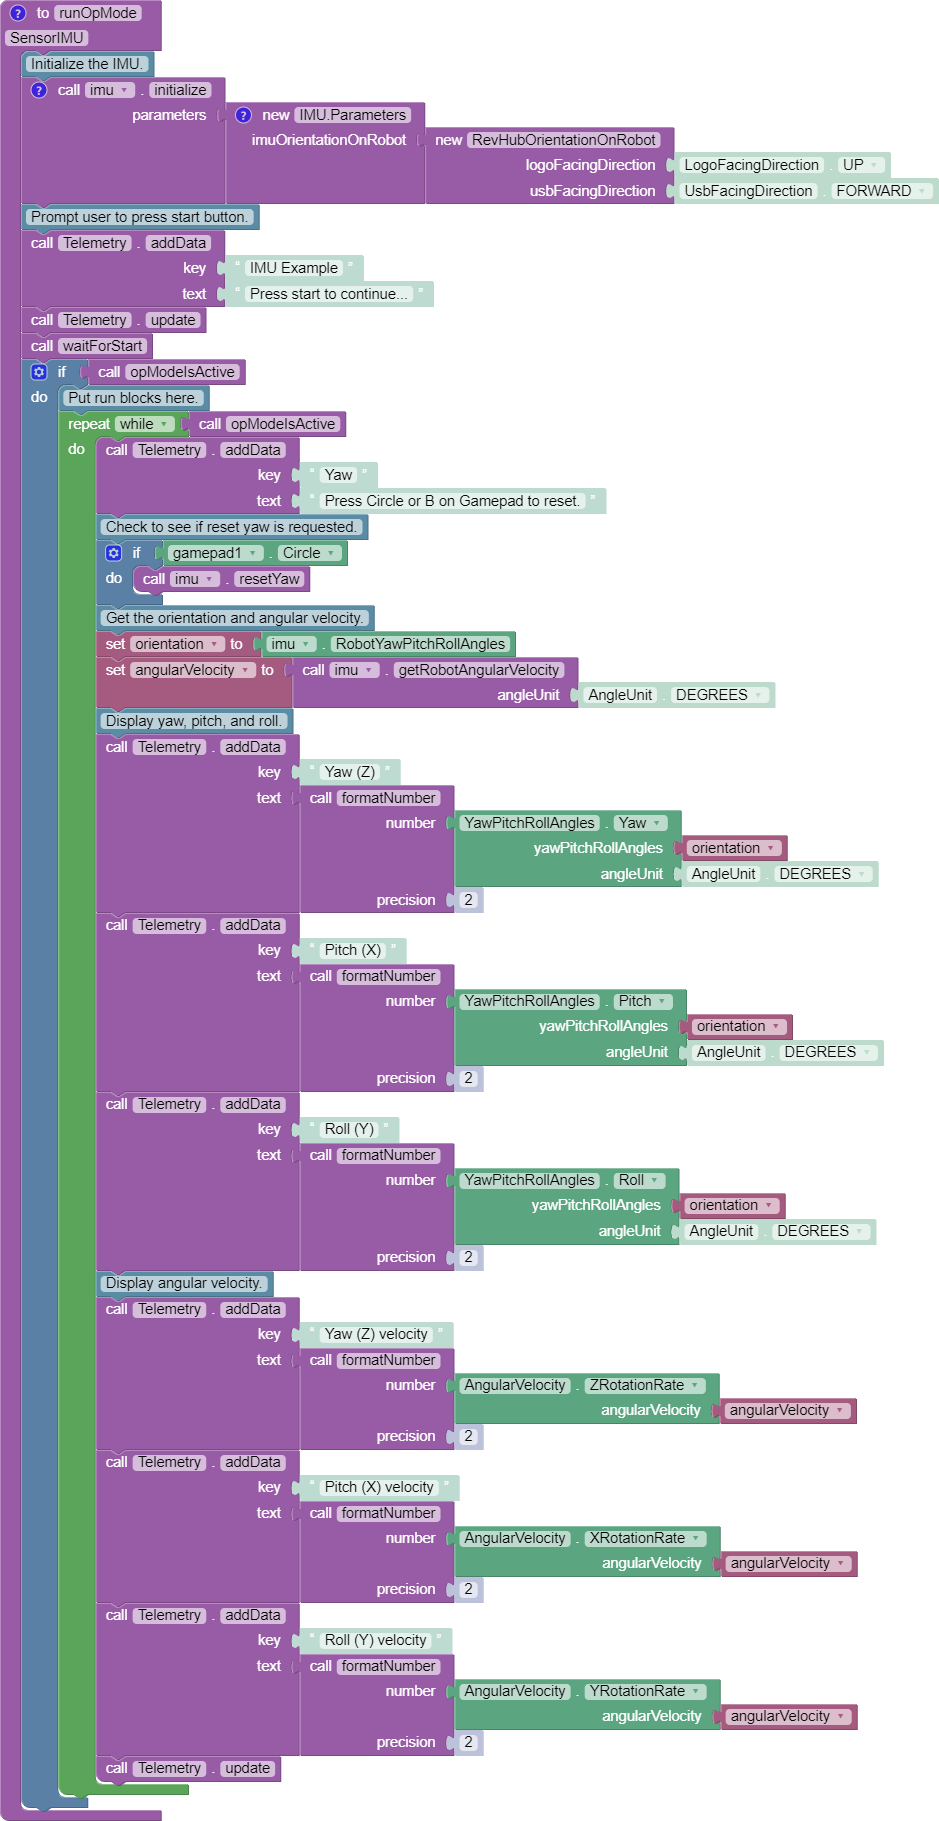 ? to runOpMode
SensorIMU
Initialize the IMU.
? call imu . initialize
parameters ? new IMU.Parameters
imuOrientationOnRobot new RevHubOrientationOnRobot
logoFacingDirection LogoFacingDirection . UP
usbFacingDirection UsbFacingDirection . FORWARD
Prompt user to press start button.
call Telemetry . addData
key “ IMU Example ”
text “ Press start to continue... ”
call Telemetry . update
call waitForStart
if call opModeIsActive
do Put run blocks here.
repeat while call opModeIsActive
do call Telemetry . addData
key “ Yaw ”
text “ Press Circle or B on Gamepad to reset. ”
Check to see if reset yaw is requested.
if gamepad1 . Circle
do call imu . resetYaw
Get the orientation and angular velocity.
set orientation to imu . RobotYawPitchRollAngles
set angularVelocity to call imu . getRobotAngularVelocity
angleUnit AngleUnit . DEGREES
Display yaw, pitch, and roll.
call Telemetry . addData
key “ Yaw (Z) ”
text call formatNumber
number YawPitchRollAngles . Yaw
yawPitchRollAngles orientation
angleUnit AngleUnit . DEGREES
precision 2
call Telemetry . addData
key “ Pitch (X) ”
text call formatNumber
number YawPitchRollAngles . Pitch
yawPitchRollAngles orientation
angleUnit AngleUnit . DEGREES
precision 2
call Telemetry . addData
key “ Roll (Y) ”
text call formatNumber
number YawPitchRollAngles . Roll
yawPitchRollAngles orientation
angleUnit AngleUnit . DEGREES
precision 2
Display angular velocity.
call Telemetry . addData
key “ Yaw (Z) velocity ”
text call formatNumber
number AngularVelocity . ZRotationRate
angularVelocity angularVelocity
precision 2
call Telemetry . addData
key “ Pitch (X) velocity ”
text call formatNumber
number AngularVelocity . XRotationRate
angularVelocity angularVelocity
precision 2
call Telemetry . addData
key “ Roll (Y) velocity ”
text call formatNumber
number AngularVelocity . YRotationRate
angularVelocity angularVelocity
precision 2
call Telemetry . update